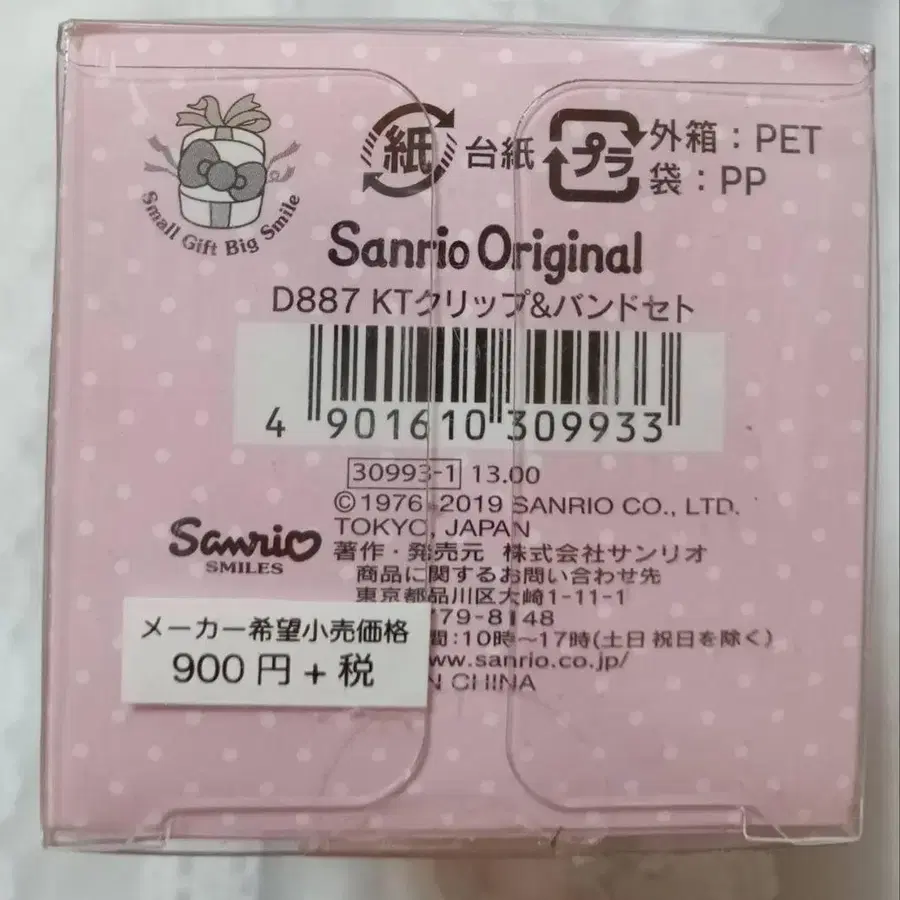 Small Gift Big Smile
紙 台紙
プラ 外箱：PET
袋：PP
Sanrio Original
D887 KTクリップ&バンドセト
4 901610 309933
30993-1 13.00
©1976, 2019 SANRIO CO., LTD.
TOKYO, JAPAN
Sanrio
SMILES
著作・発売元 株式会社サンリオ
商品に関するお問い合わせ先
東京都品川区大崎1-11-1
779-8148
間：10時～17時(土日祝日を除く)
www.sanrio.co.jp/
N CHINA
メーカー希望小売価格
900円+税